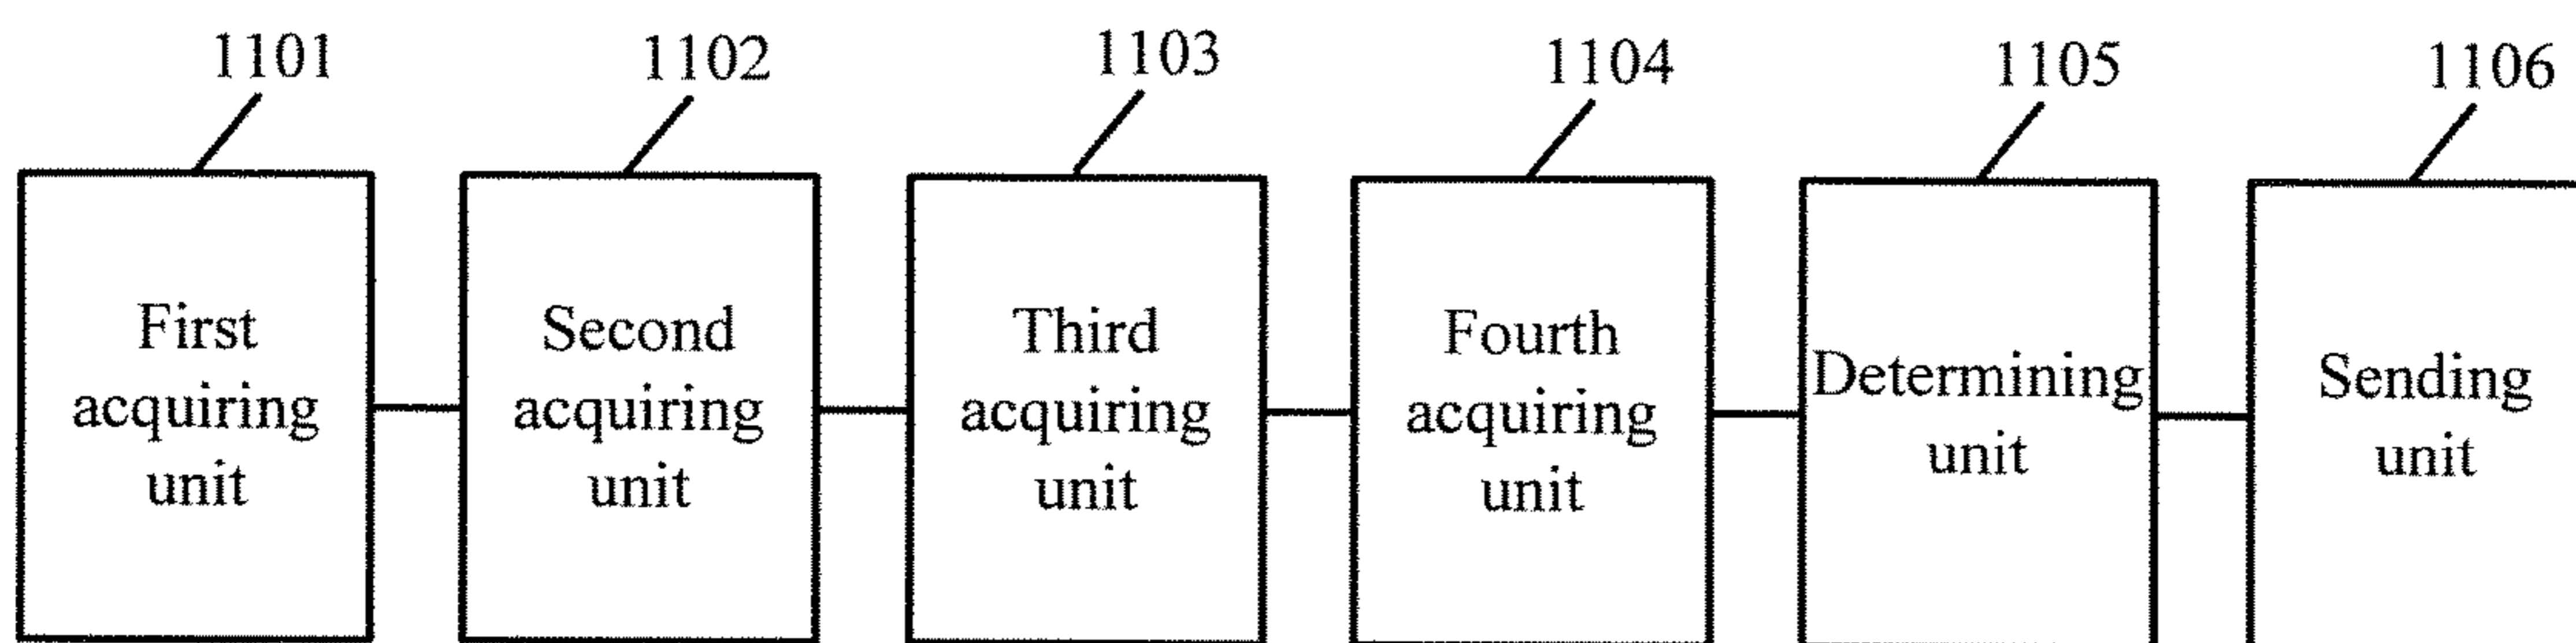 1101 1102 1103 1104 1105 1106
First
acquiring
unit
Second
acquiring
unit
Third
acquiring
unit
Fourth
acquiring
unit
Determining
unit
Sending
unit